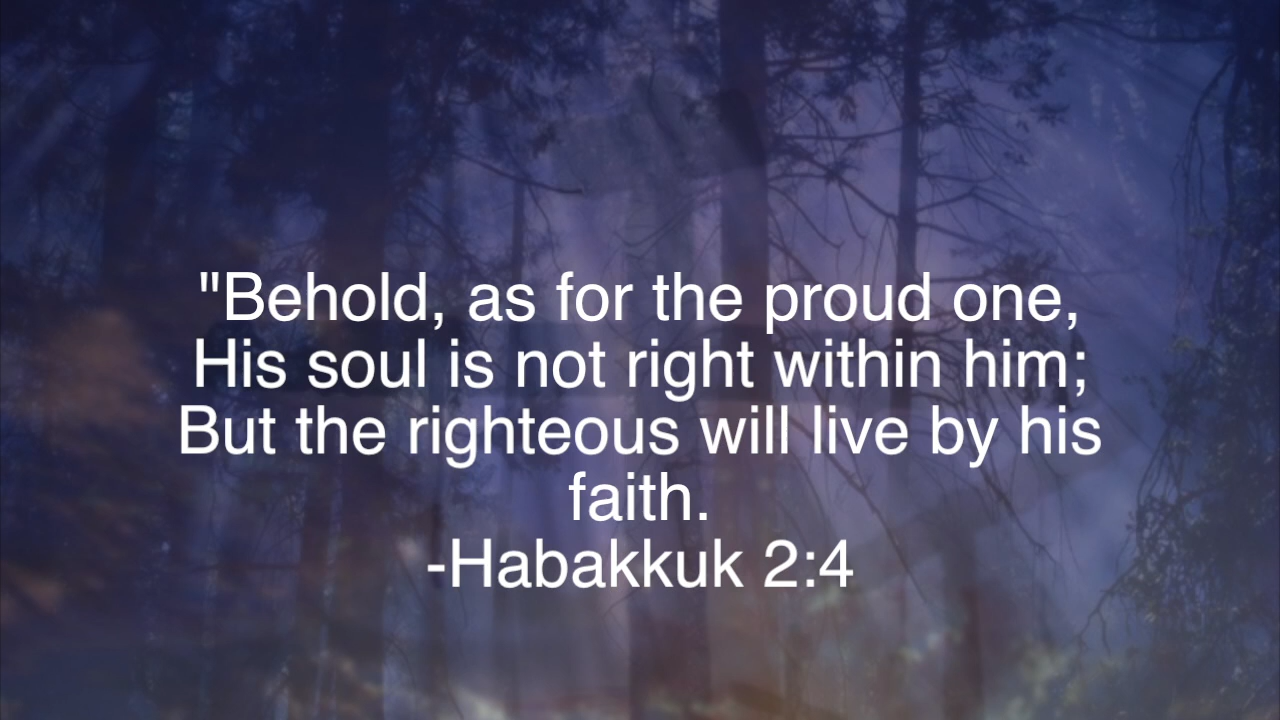 "Behold, as for the proud one,
His soul is not right within him;
But the righteous will live by his
faith.
-Habakkuk 2:4